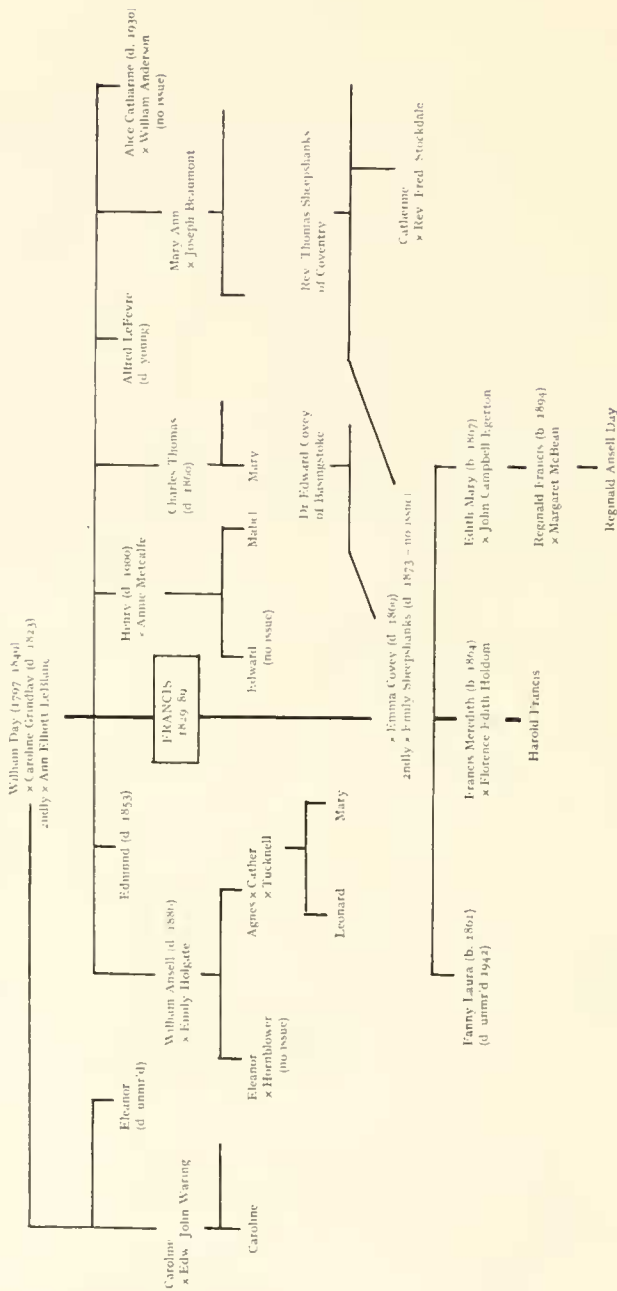 William Day (1797 1849)
× Caroline Grindlay (d. 1823)
2ndly × Ann Elliott LeBlanc
Caroline
× Edw John Waring
Eleanor
(d unmr'd)
Caroline
William Ansell (d. 1886)
× Emily Holgate
Edmund (d 1853)
FRANCIS
1829 89
Henry (d 1900)
× Annie Metcalfe
Charles Thomas
(d 1860)
Alfred LeFevre
(d young)
Mary Ann
× Joseph Beaumont
Alice Catharine (d. 1930)
× William Anderson
(no issue)
Eleanor
× Hornblower
(no issue)
Agnes × Cather
× Tucknell
Edward
(no issue)
Mabel
Mary
Leonard
Mary
Dr Edward Covey
of Basingstoke
Rev. Thomas Sheepshanks
of Coventry
× Emma Covey (d 1869)
2ndly × Emily Sheepshanks (d 1873 – no issue)
Catherine
× Rev Fred Stockdale
Fanny Laura (b. 1861)
(d unmr'd 1942)
Francis Meredith (b 1864)
× Florence Edith Holdom
Edith Mary (b 1867)
× John Campbell Egerton
Harold Francis
Reginald Francis (b 1894)
× Margaret McBean
Reginald Ansell Day